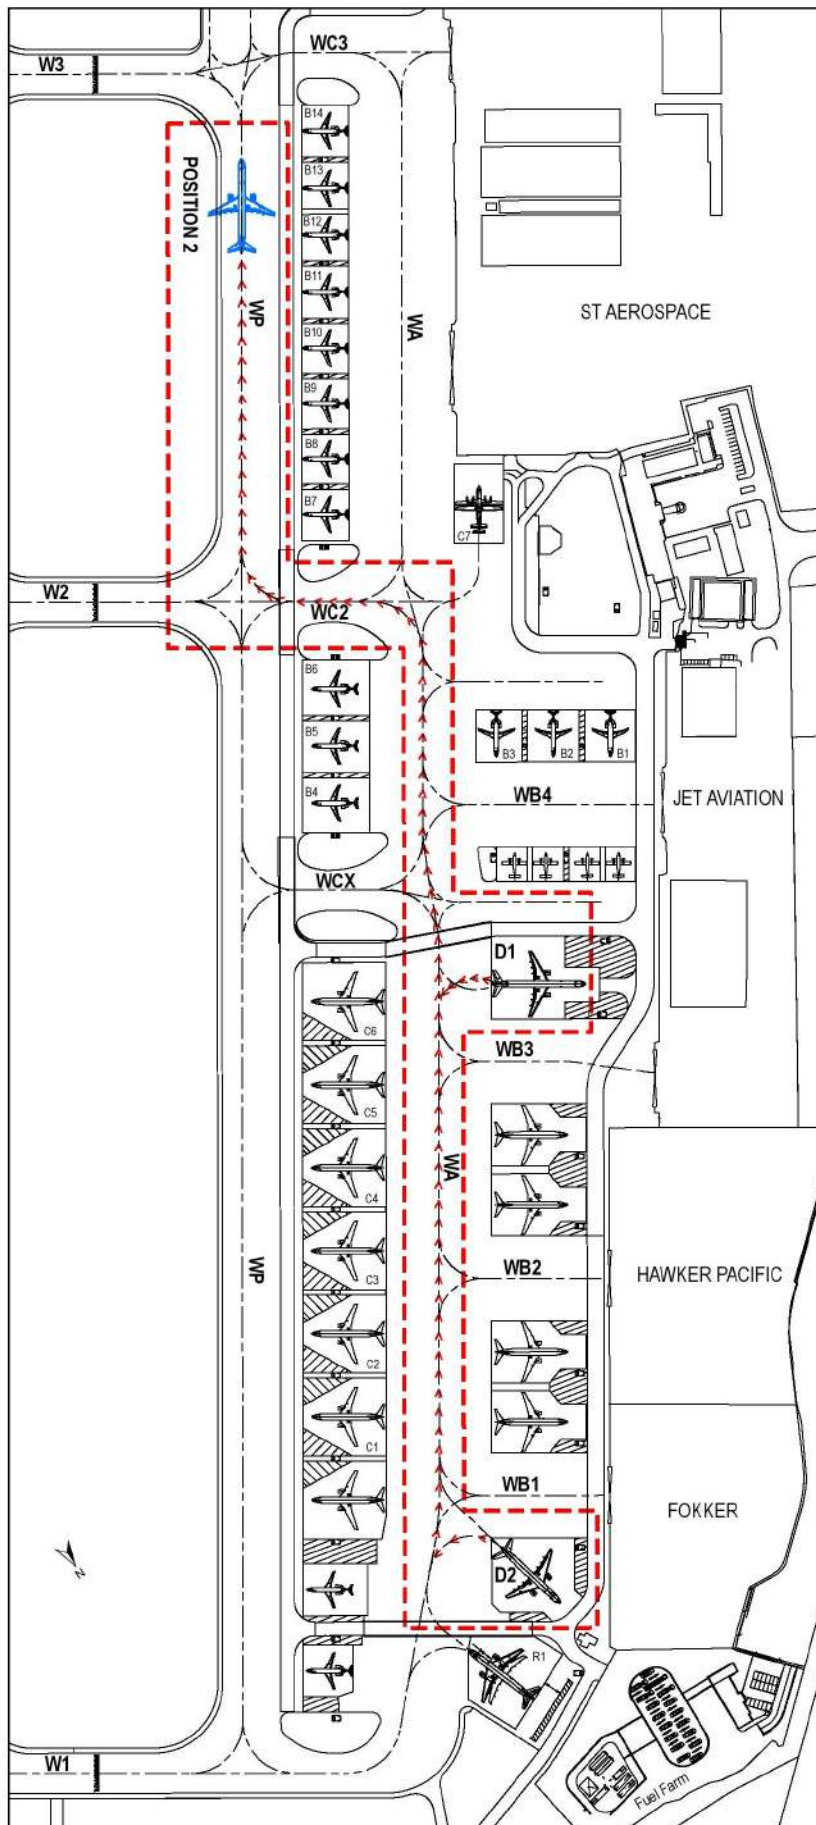 WC3
W3
B14
B13
POSITION 2
B12
B11
WP
ST AEROSPACE
WA
B10
B9
B8
B7
C7
W2
WC2
B6
B5
B3
B2
B1
B4
WB4
JET AVIATION
WCX
D1
C6
WB3
C5
WA
C4
WP
WB2
HAWKER PACIFIC
C3
C2
C1
WB1
FOKKER
D2
N
R1
W1
Fuel Farm